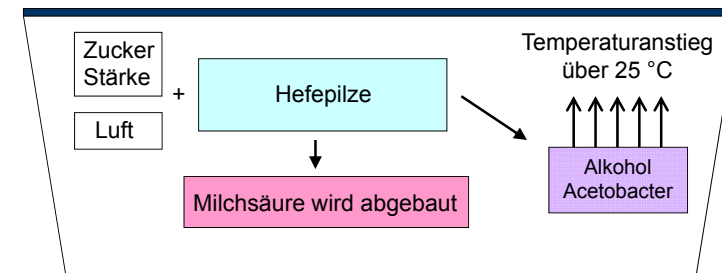 Zucker
Stärke
+
Luft
Hefepilze
Milchsäure wird abgebaut
Temperaturanstieg
über 25 °C
Alkohol
Acetobacter